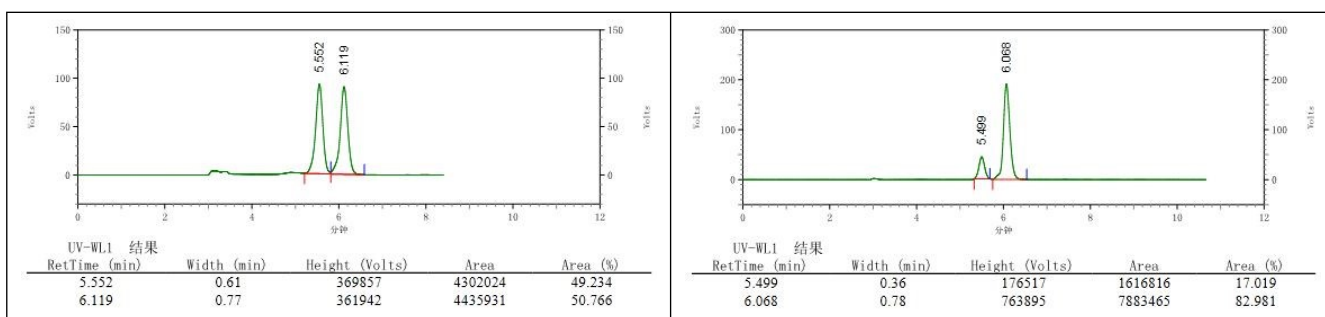 150
100
50
0
Volts
5.552
6.119
150
100
50
0
Volts
0 2 4 6 8 10 12
分钟
UV-WL1 结果
RetTime (min) Width (min) Height (Volts) Area Area (%)
5.552 0.61 369857 4302024 49.234
6.119 0.77 361942 4435931 50.766
300
200
100
0
Volts
5.499
6.068
300
200
100
0
Volts
0 2 4 6 8 10 12
分钟
UV-WL1 结果
RetTime (min) Width (min) Height (Volts) Area Area (%)
5.499 0.36 176517 1616816 17.019
6.068 0.78 763895 7883465 82.981